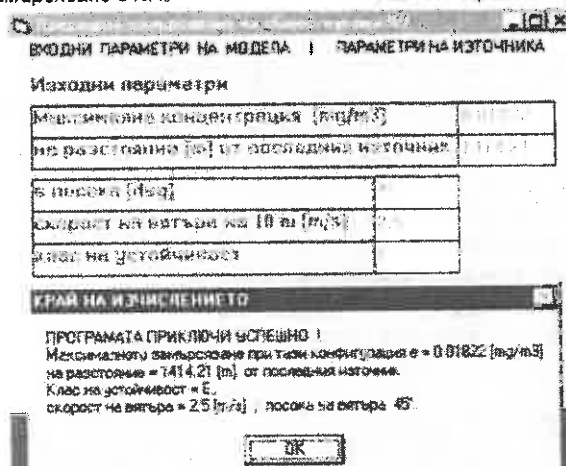 ВХОДНИ ПАРАМЕТРИ НА МОДЕЛА | ПАРАМЕТРИ НА ИЗТОЧНИКА
Изходни параметри
Максимална концентрация [mg/m3]
на разстояние [m] от последния източник
в посока [deg]
скорост на вятъра на 10 m [m/s]
клас на устойчивост
КРАЙ НА ИЗЧИСЛЕНИЕТО
ПРОГРАМАТА ПРИКЛЮЧИ УСПЕШНО !
Максималното замърсяване при тази конфигурация е = 0.01822 [mg/m3]
на разстояние = 1414.21 [m] от последния източник.
Клас на устойчивост = E,
скорост на вятъра = 2.5 [m/s] , посока на вятъра 45°
OK